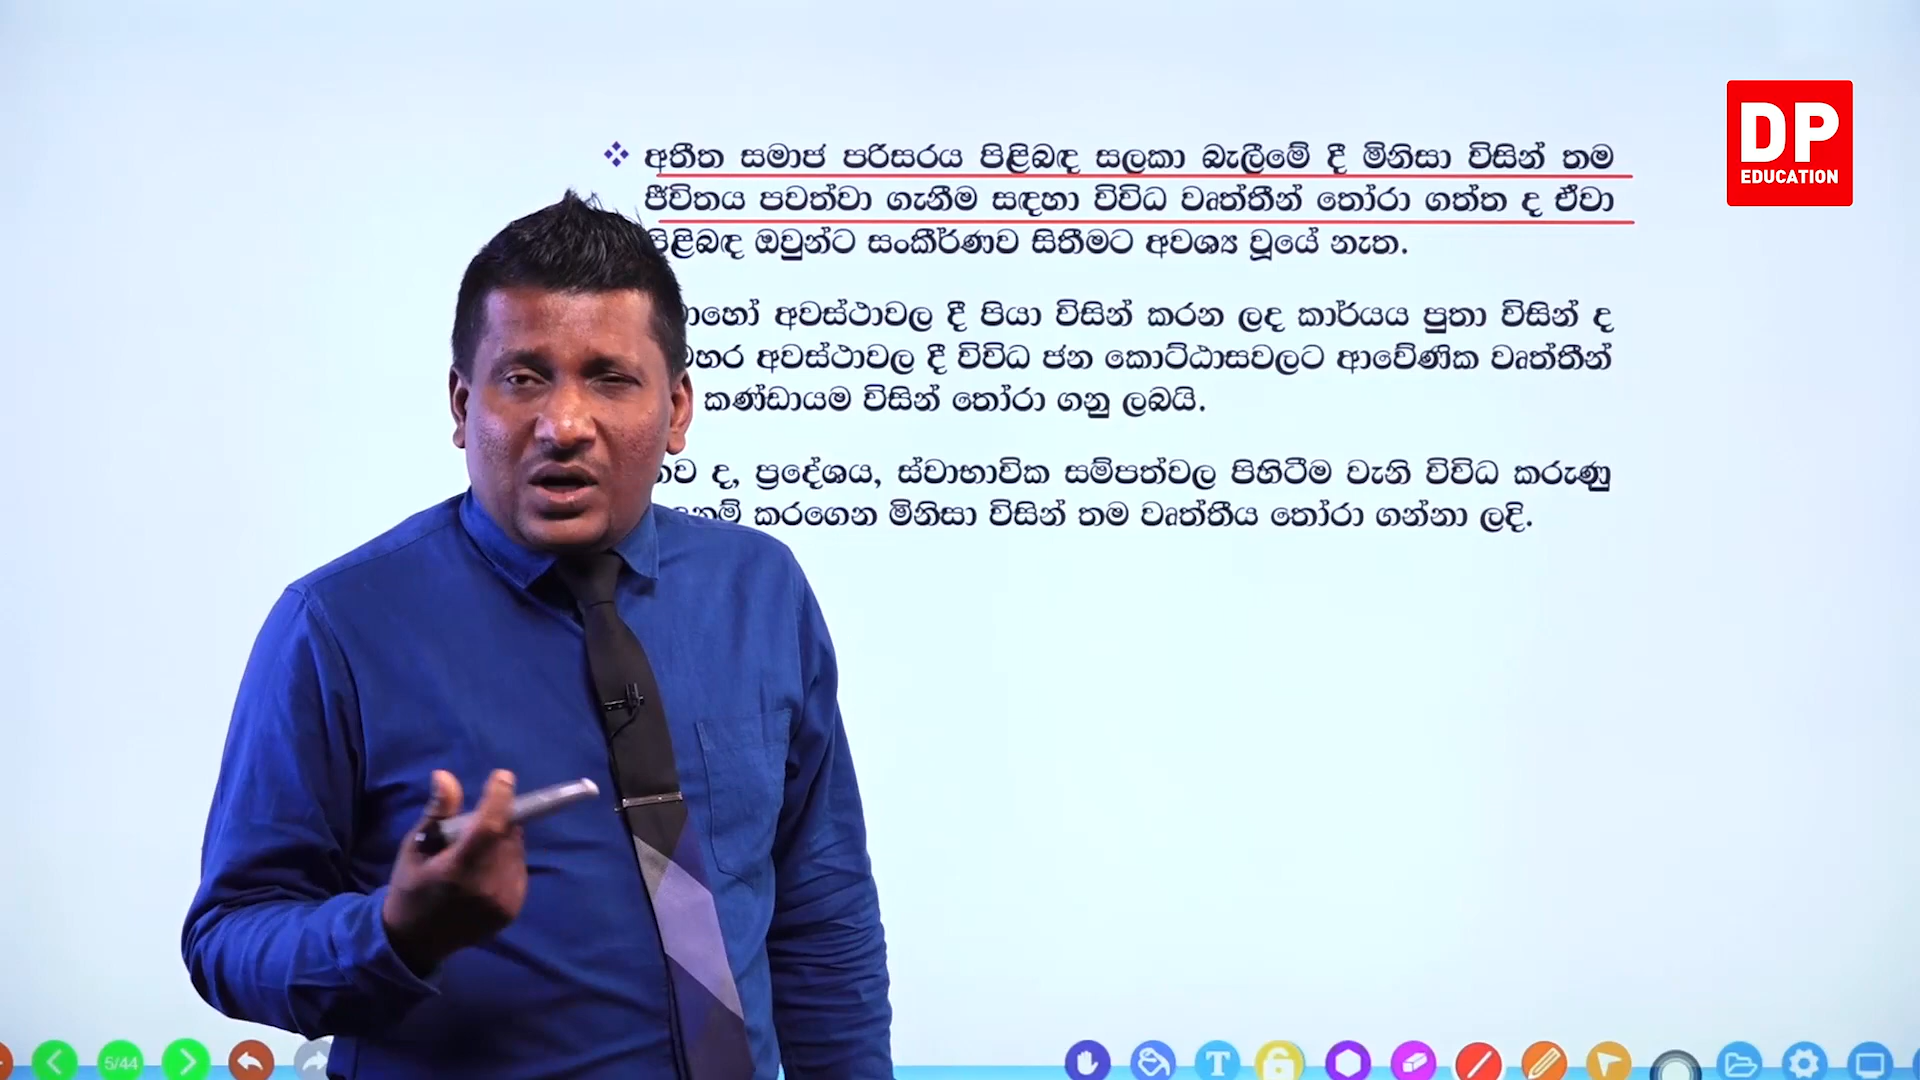 DP
EDUCATION
අතීත සමාජ පරිසරය පිළිබඳ සලකා බැලීමේ දී මිනිසා විසින් තම
ජීවිතය පවත්වා ගැනීම සඳහා විවිධ වෘත්තීන් තෝරා ගත්ත ද ඒවා
පිළිබඳ ඔවුන්ට සංකීර්ණව සිතීමට අවශ්‍ය වූයේ නැත.
අවස්ථාවල දී පියා විසින් කරන ලද කාර්යය පුතා විසින් ද
අවස්ථාවල දී විවිධ ජන කොට්ඨාසවලට ආවේණික වෘත්තීන්
කණ්ඩායම විසින් තෝරා ගනු ලබයි.
ද, ප්‍රදේශය, ස්වාභාවික සම්පත්වල පිහිටීම වැනි විවිධ කරුණු
කරගෙන මිනිසා විසින් තම වෘත්තීය තෝරා ගන්නා ලදි.
5/44